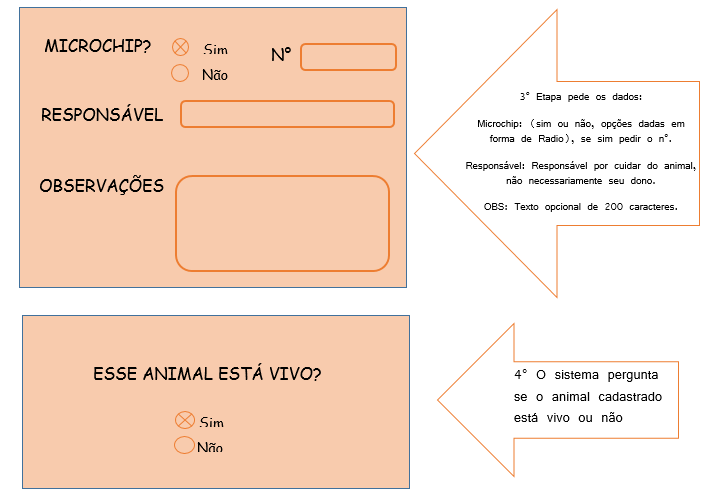 MICROCHIP?
Sim
Nº
Não
RESPONSÁVEL
OBSERVAÇÕES
3° Etapa pede os dados:
Microchip: (sim ou não, opções dadas em
forma de Radio), se sim pedir o n°.
Responsável: Responsável por cuidar do animal,
não necessariamente seu dono.
OBS: Texto opcional de 200 caracteres.
ESSE ANIMAL ESTÁ VIVO?
Sim
Não
4° O sistema pergunta
se o animal cadastrado
está vivo ou não